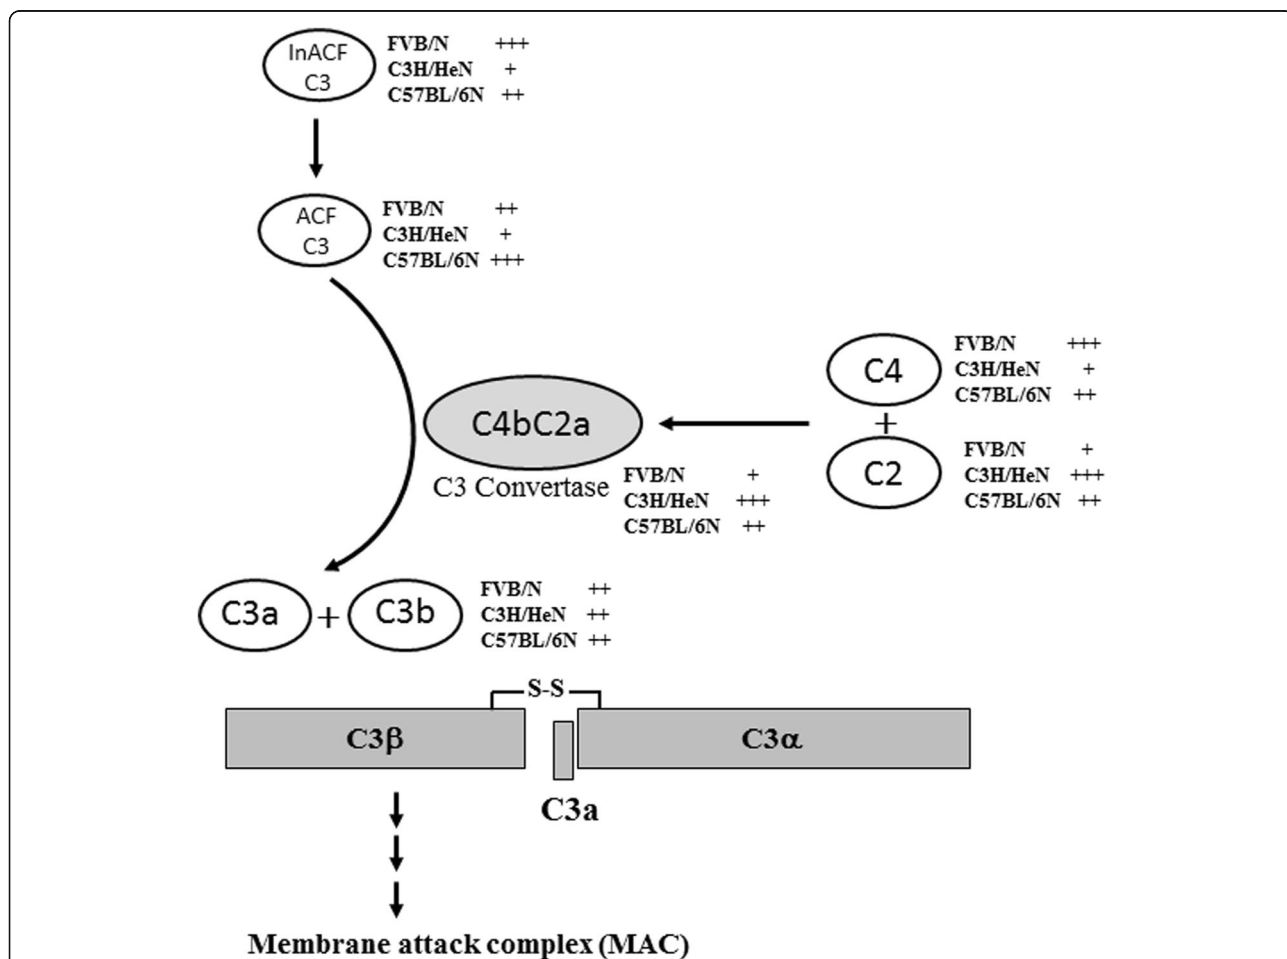 InACF
C3
FVB/N +++
C3H/HeN +
C57BL/6N ++
ACF
C3
FVB/N ++
C3H/HeN +
C57BL/6N +++
C4
FVB/N +++
C3H/HeN +
C57BL/6N ++
+
C2
FVB/N +
C3H/HeN +++
C57BL/6N ++
C4bC2a
C3 Convertase
FVB/N +
C3H/HeN +++
C57BL/6N ++
C3a + C3b
FVB/N ++
C3H/HeN ++
C57BL/6N ++
S-S
C3β
C3α
C3a
Membrane attack complex (MAC)